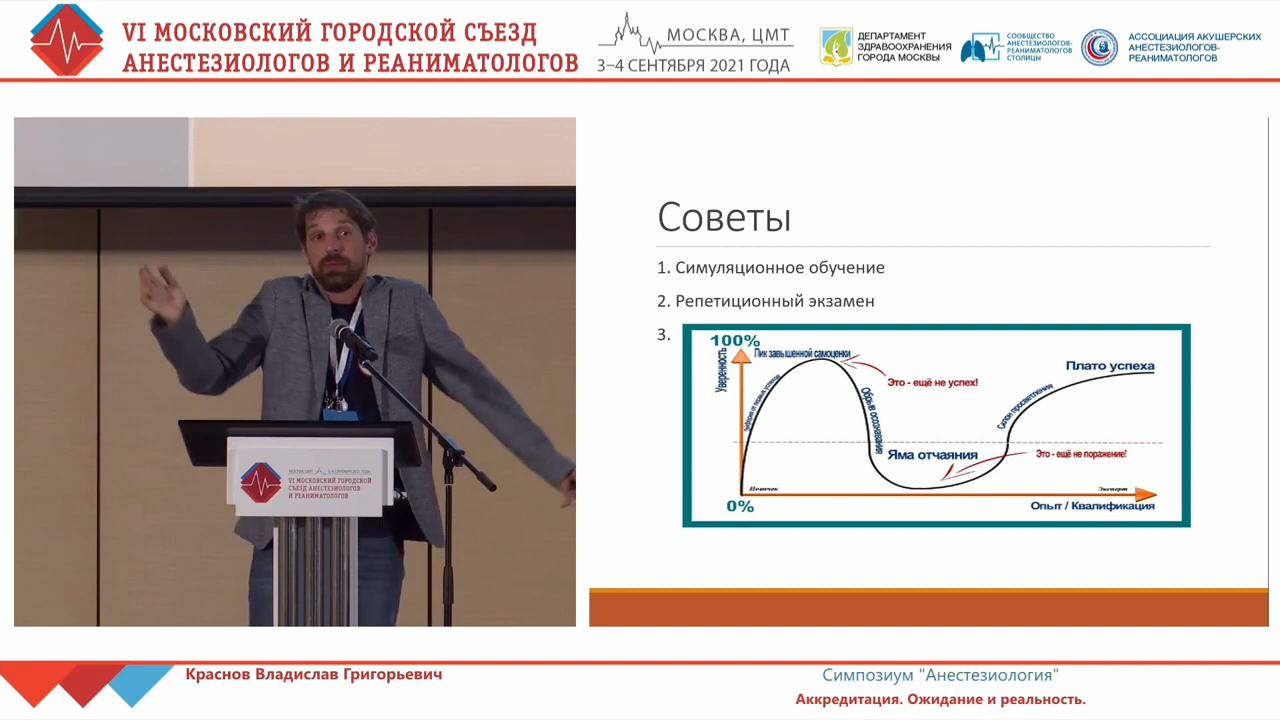 VI МОСКОВСКИЙ ГОРОДСКОЙ СЪЕЗД
АНЕСТЕЗИОЛОГОВ И РЕАНИМАТОЛОГОВ
МОСКВА, ЦМТ
3–4 СЕНТЯБРЯ 2021 ГОДА
ДЕПАРТАМЕНТ
ЗДРАВООХРАНЕНИЯ
ГОРОДА МОСКВЫ
СООБЩЕСТВО
АНЕСТЕЗИОЛОГОВ-
РЕАНИМАТОЛОГОВ
СТОЛИЦЫ
АССОЦИАЦИЯ АКУШЕРСКИХ
АНЕСТЕЗИОЛОГОВ-
РЕАНИМАТОЛОГОВ
VI МОСКОВСКИЙ ГОРОДСКОЙ
СЪЕЗД АНЕСТЕЗИОЛОГОВ
И РЕАНИМАТОЛОГОВ
Советы
1. Симуляционное обучение
2. Репетиционный экзамен
3.
100%
Уверенность
Пик завышенной самооценки
Это - ещё не успех!
Плато успеха
Обрыв осознания
Склон просветления
Яма отчаяния
Это - ещё не поражение!
Новичок
Эксперт
0%
Опыт / Квалификация
Краснов Владислав Григорьевич
Симпозиум "Анестезиология"
Аккредитация. Ожидание и реальность.